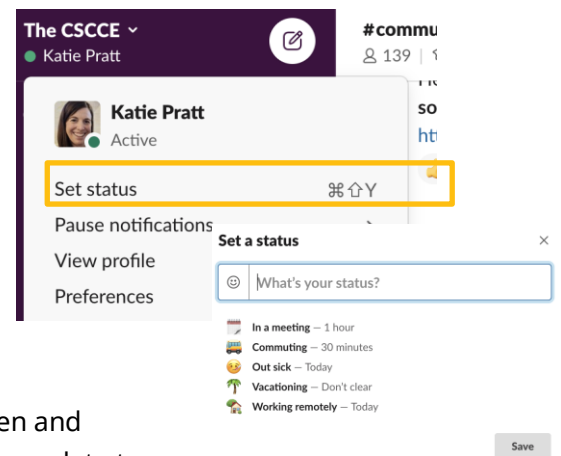 The CSCCE
Katie Pratt
#commu
139
Katie Pratt
Active
so
Set status ⌘⇧Y
Pause notifications
View profile
Preferences
Set a status ×
What's your status?
In a meeting – 1 hour
Commuting – 30 minutes
Out sick – Today
Vacationing – Don't clear
Working remotely – Today
Save
en and